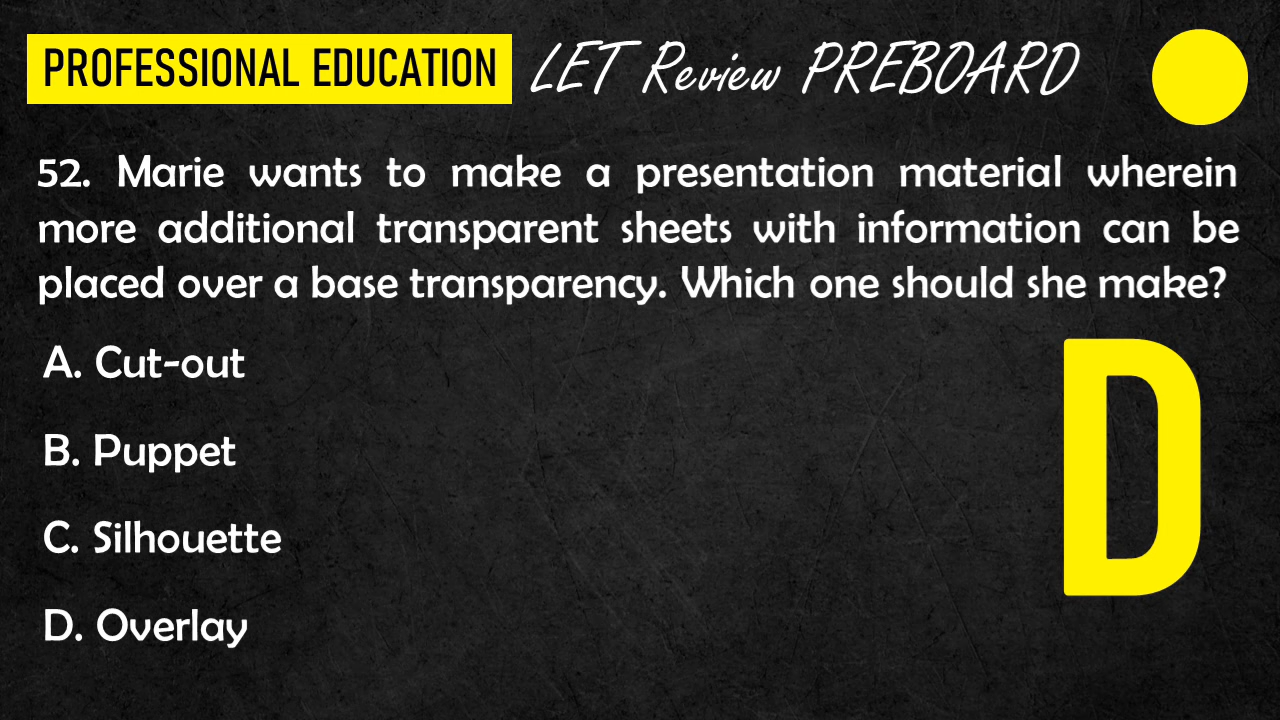 PROFESSIONAL EDUCATION LET Review PREBOARD
52. Marie wants to make a presentation material wherein
more additional transparent sheets with information can be
placed over a base transparency. Which one should she make?
A. Cut-out
B. Puppet
C. Silhouette
D. Overlay
D